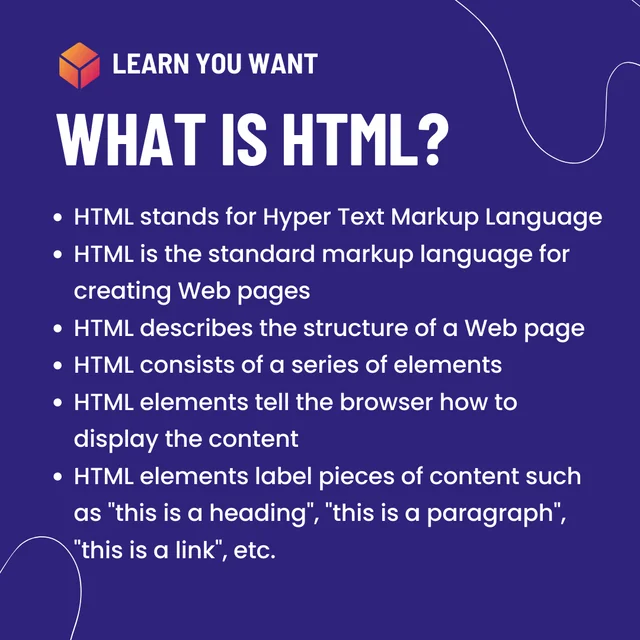 LEARN YOU WANT
WHAT IS HTML?
• HTML stands for Hyper Text Markup Language
• HTML is the standard markup language for
creating Web pages
• HTML describes the structure of a Web page
• HTML consists of a series of elements
• HTML elements tell the browser how to
display the content
• HTML elements label pieces of content such
as "this is a heading", "this is a paragraph",
"this is a link", etc.